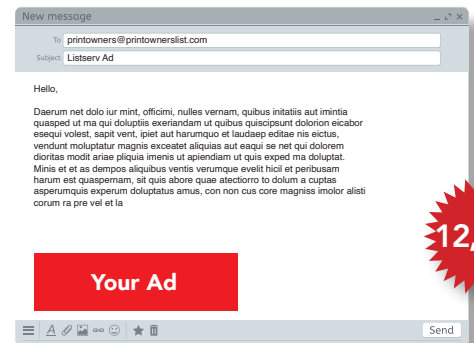 New message
To printowners@printownerslist.com
Subject Listserv Ad
Hello,
Daerum net dolo iur mint, officimi, nulles vernam, quibus initatiis aut imintia
quasped ut ma qui doluptiis exeriandam ut quibus quiscipsunt dolorion eicabor
esequi volest, sapit vent, ipiet aut harumquo et laudaep editae nis eictus,
vendunt moluptatur magnis exceatet aliquias aut eaqui se net qui dolorem
dioritas modit ariae pliquia imenis ut apiendiam ut quis exped ma doluptat.
Minis et et as dempos aliquibus ventis verumque evelit hicil et peribusam
harum est quaspernam, sit quis abore quae atectiorro to dolum a cuptas
asperumquis experum doluptatus amus, con non cus core magniss imolor alisti
corum ra pre vel et la
12,
Your Ad
A
Send